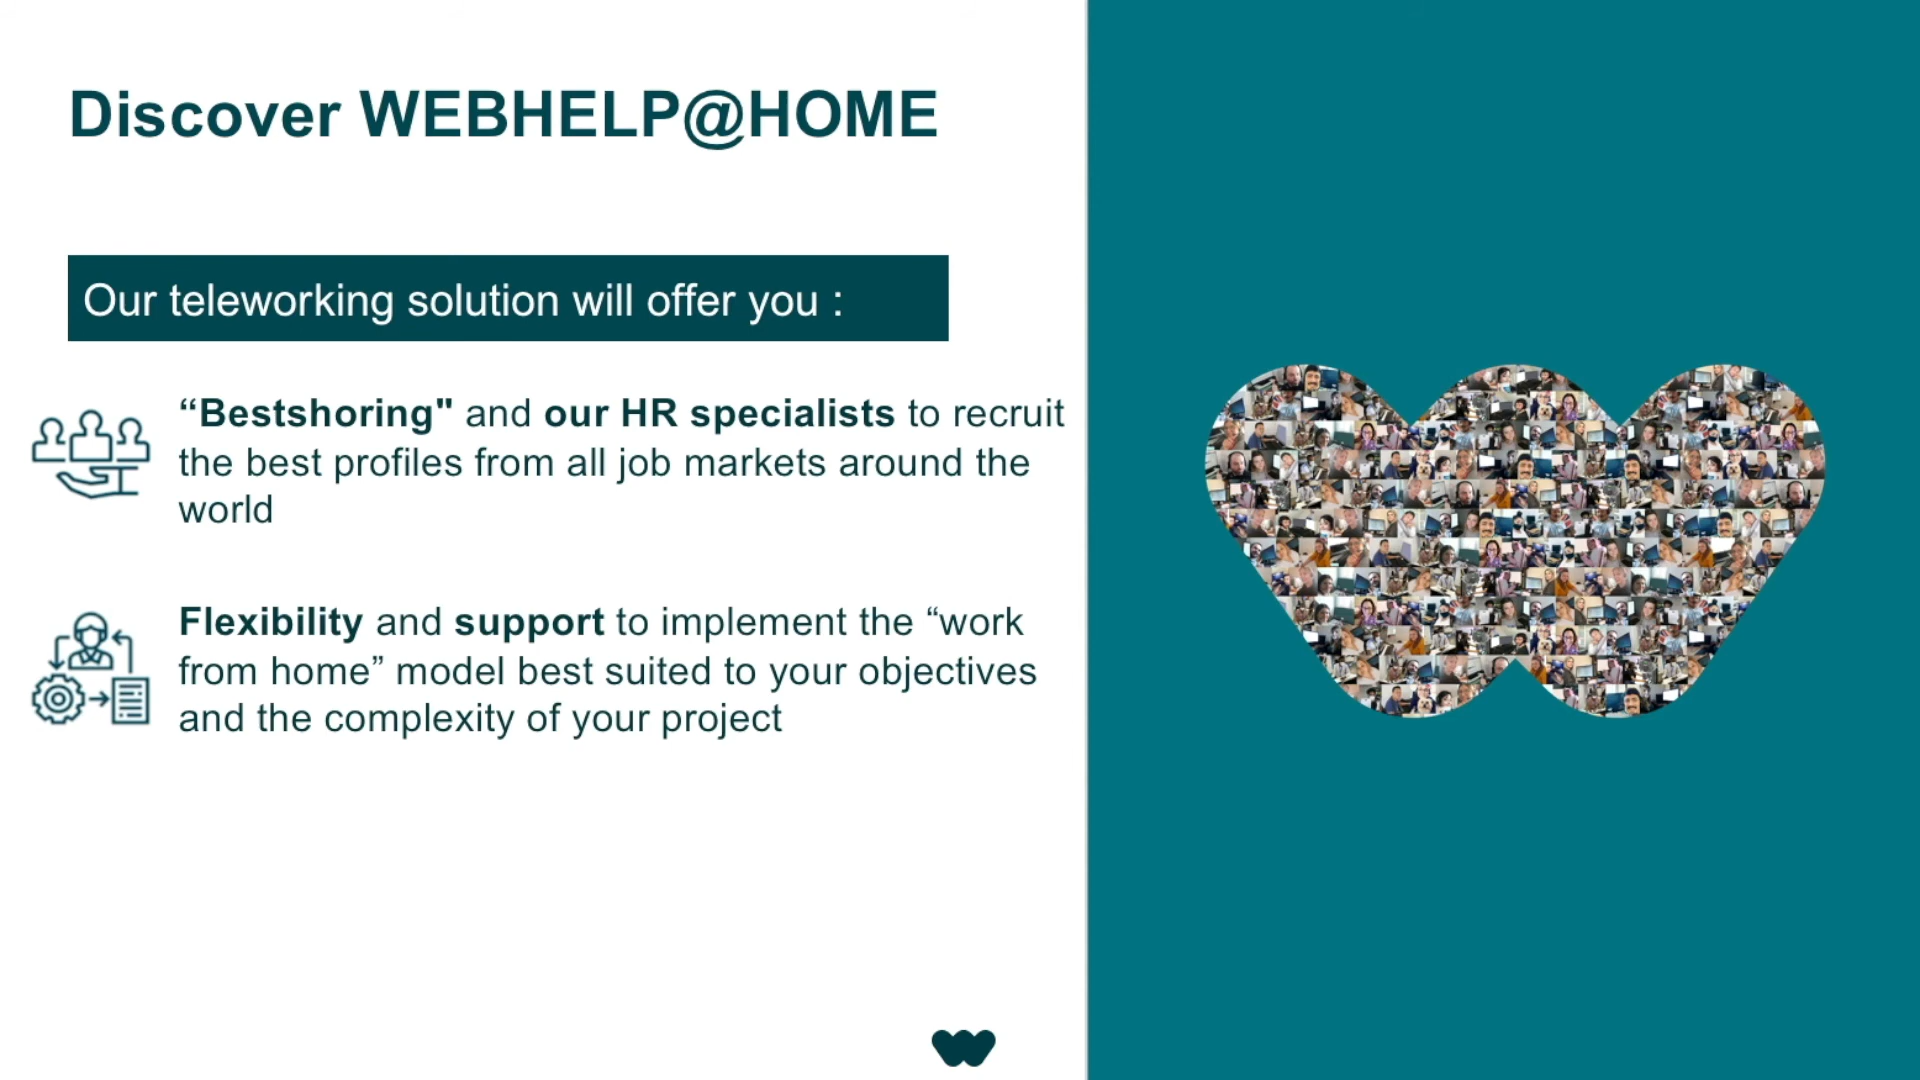 Discover WEBHELP@HOME
Our teleworking solution will offer you :
“Bestshoring" and our HR specialists to recruit
the best profiles from all job markets around the
world
Flexibility and support to implement the “work
from home” model best suited to your objectives
and the complexity of your project